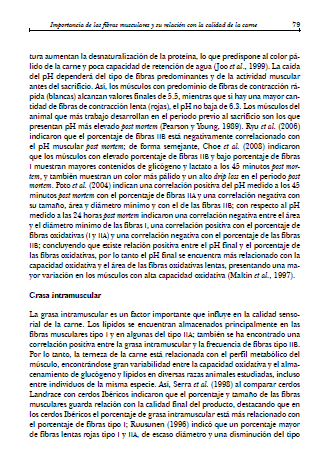 Importancia de las fibras musculares y su relación con la calidad de la carne 79
tura aumentan la desnaturalización de la proteína, lo que predispone al color pá-
lido de la carne y poca capacidad de retención de agua (Joo et al., 1999). La caída
del pH dependerá del tipo de fibras predominantes y de la actividad muscular
antes del sacrificio. Así, los músculos con predominio de fibras de contracción rá-
pida (blancas) alcanzan valores finales de 5.5, mientras que si hay una mayor can-
tidad de fibras de contracción lenta (rojas), el pH no baja de 6.3. Los músculos del
animal que más trabajo desarrollan en el periodo previo al sacrificio son los que
presentan pH más elevado post mortem (Pearson y Young, 1989). Ryu et al. (2006)
indicaron que el porcentaje de fibras IIB está negativamente correlacionado con
el pH muscular post mortem; de forma semejante, Choe et al. (2008) indicaron
que los músculos con elevado porcentaje de fibras IIB y bajo porcentaje de fibras
I muestran mayores contenidos de glicógeno y lactato a los 45 minutos post mor-
tem, y también muestran un color más pálido y un alto drip loss en el periodo post
mortem. Poto et al. (2004) indican una correlación positiva del pH medido a los 45
minutos post mortem con el porcentaje de fibras IIA y una correlación negativa con
su tamaño, área y diámetro mínimo y con el de las fibras IIB; con respecto al pH
medido a las 24 horas post mortem indicaron una correlación negativa entre el área
y el diámetro mínimo de las fibras I, una correlación positiva con el porcentaje de
fibras oxidativas (I y IIA) y una correlación negativa con el porcentaje de las fibras
IIB; concluyendo que existe relación positiva entre el pH final y el porcentaje de
las fibras oxidativas, por lo tanto el pH final se encuentra más relacionado con la
capacidad oxidativa y el área de las fibras oxidativas lentas, presentando una ma-
yor variación en los músculos con alta capacidad oxidativa (Maltin et al., 1997).
Grasa intramuscular
La grasa intramuscular es un factor importante que influye en la calidad senso-
rial de la carne. Los lípidos se encuentran almacenados principalmente en las
fibras musculares tipo I y en algunas del tipo IIA; también se ha encontrado una
correlación positiva entre la grasa intramuscular y la frecuencia de fibras tipo IIB.
Por lo tanto, la terneza de la carne está relacionada con el perfil metabólico del
músculo, encontrándose gran variabilidad entre la capacidad oxidativa y el alma-
cenamiento de glucógeno y lípidos en diversas razas animales estudiadas, incluso
entre individuos de la misma especie. Así, Serra et al. (1998) al comparar cerdos
Landrace con cerdos Ibéricos indicaron que el porcentaje y tamaño de las fibras
musculares guarda relación con la calidad final del producto, destacando que en
los cerdos Ibéricos el porcentaje de grasa intramuscular está más relacionado con
el porcentaje de fibras tipo I; Ruusunen (1996) indicó que un porcentaje mayor
de fibras lentas rojas tipo I y IIA, de escaso diámetro y una disminución del tipo